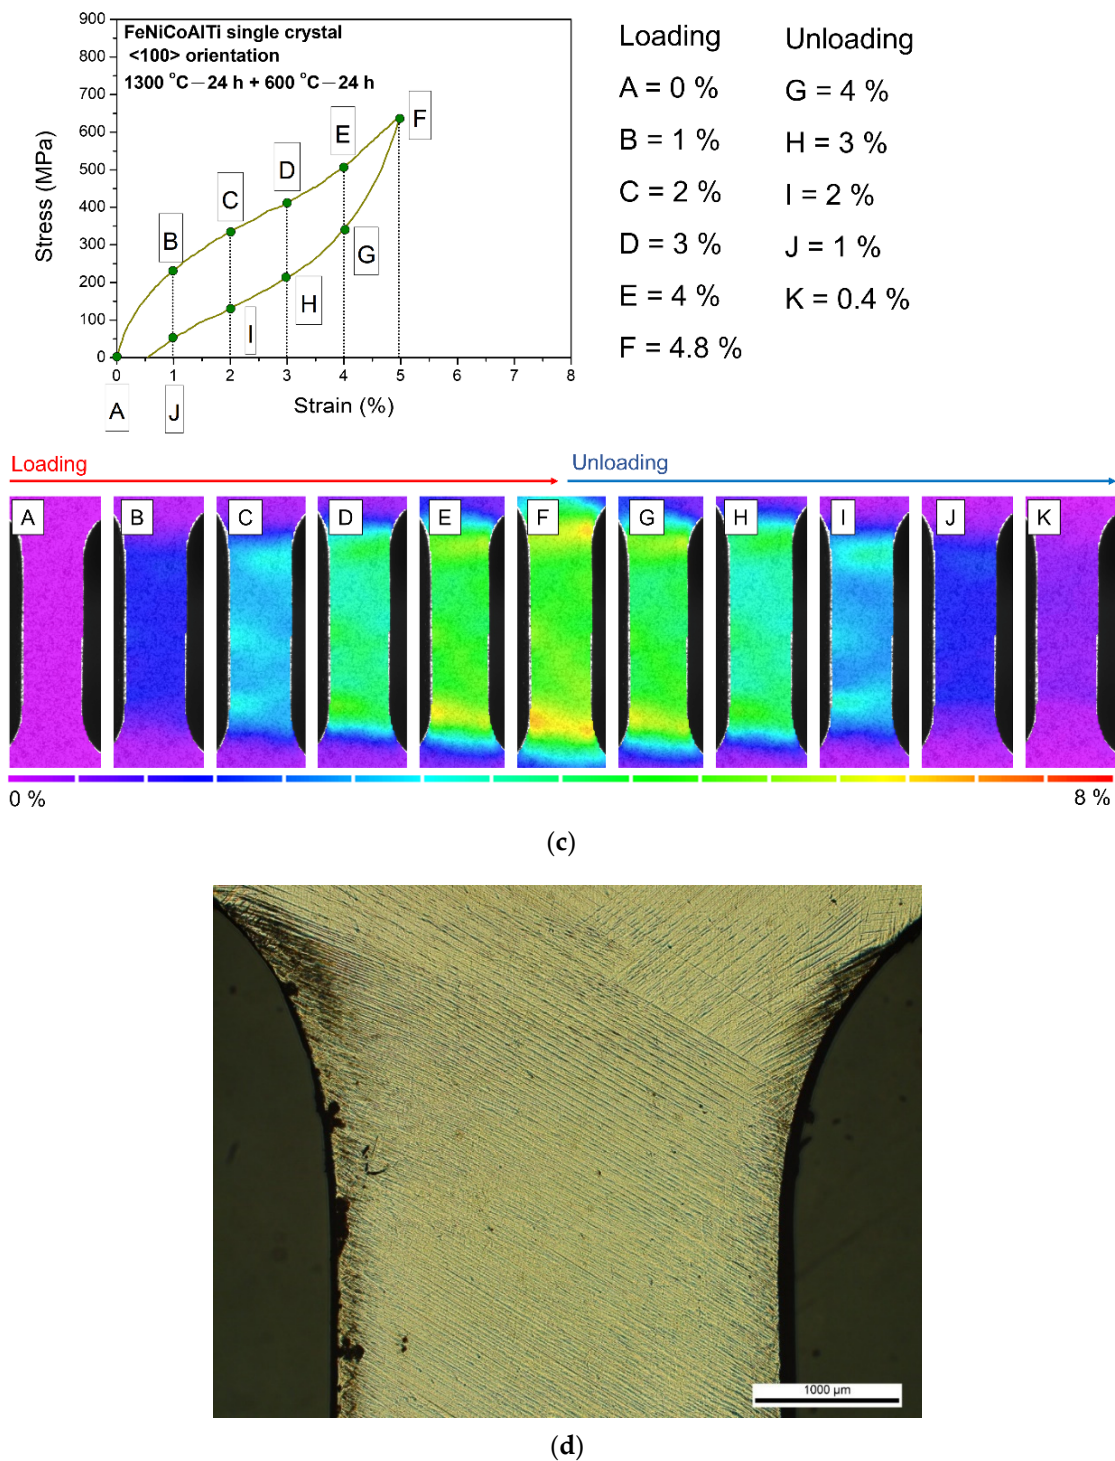 900
800
700
600
500
400
300
200
100
0
Stress (MPa)
FeNiCoAlTi single crystal
<100> orientation
1300 °C—24 h + 600 °C—24 h
A
B
C
D
E
F
G
H
I
J
0 1 2 3 4 5 6 7 8
Strain (%)
Loading
A = 0 %
B = 1 %
C = 2 %
D = 3 %
E = 4 %
F = 4.8 %
Unloading
G = 4 %
H = 3 %
I = 2 %
J = 1 %
K = 0.4 %
Loading
Unloading
A B C D E F G H I J K
0 %
8 %
(c)
1000 µm
(d)